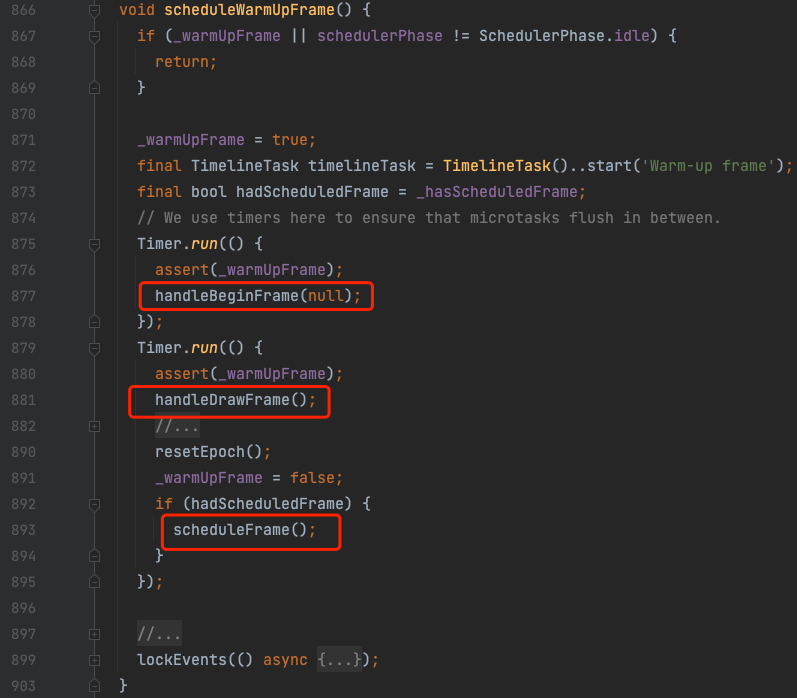 866 void scheduleWarmUpFrame() {
867 if (_warmUpFrame || schedulerPhase != SchedulerPhase.idle) {
868 return;
869 }
870
871 _warmUpFrame = true;
872 final TimelineTask timelineTask = TimelineTask()..start('Warm-up frame');
873 final bool hadScheduledFrame = _hasScheduledFrame;
874 // We use timers here to ensure that microtasks flush in between.
875 Timer.run(() {
876 assert(_warmUpFrame);
877 handleBeginFrame(null);
878 });
879 Timer.run(() {
880 assert(_warmUpFrame);
881 handleDrawFrame();
882 //...
890 resetEpoch();
891 _warmUpFrame = false;
892 if (hadScheduledFrame) {
893 scheduleFrame();
894 }
895 });
896
897 //...
899 lockEvents(() async {...});
903 }